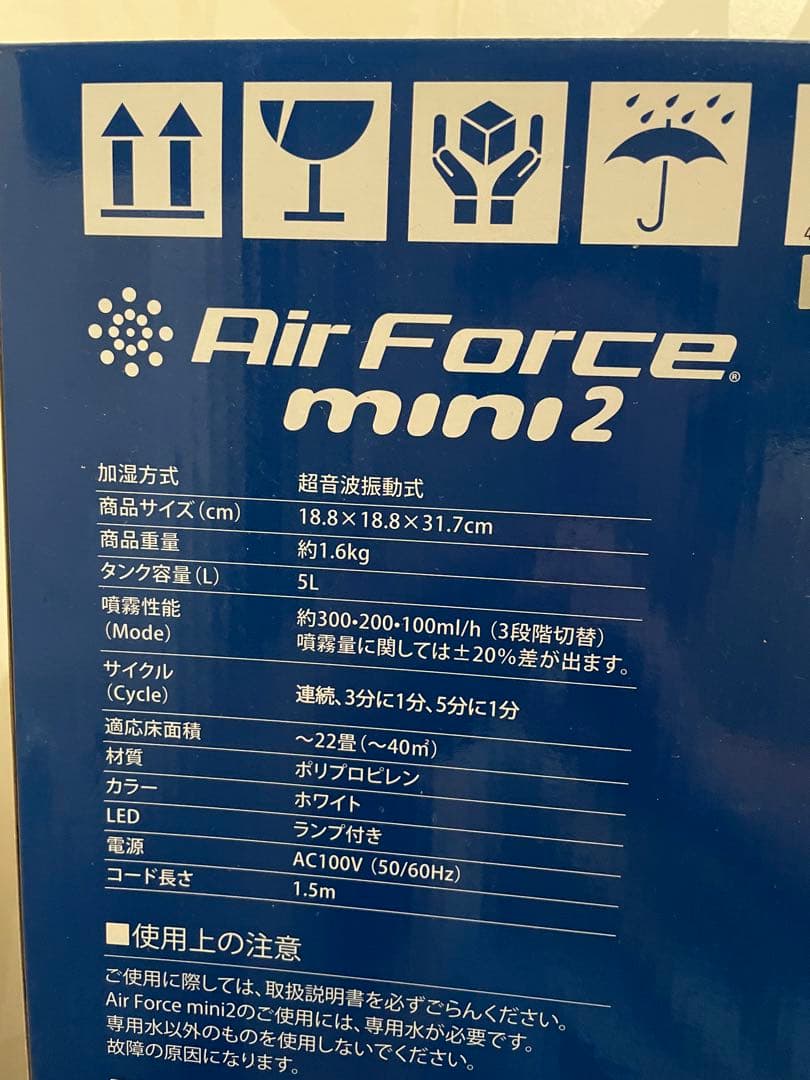 Air Force®
mini2
加湿方式 超音波振動式
商品サイズ(cm) 18.8×18.8×31.7cm
商品重量 約1.6kg
タンク容量(L) 5L
噴霧性能
(Mode) 約300・200・100ml/h (3段階切替)
噴霧量に関しては±20%差が出ます。
サイクル
(Cycle) 連続、3分に1分、5分に1分
適応床面積 ～22畳(～40㎡)
材質 ポリプロピレン
カラー ホワイト
LED ランプ付き
電源 AC100V (50/60Hz)
コード長さ 1.5m
■使用上の注意
ご使用に際しては、取扱説明書を必ずごらんください。
Air Force mini2のご使用には、専用水が必要です。
専用水以外のものを使用しないでください。
故障の原因になります。